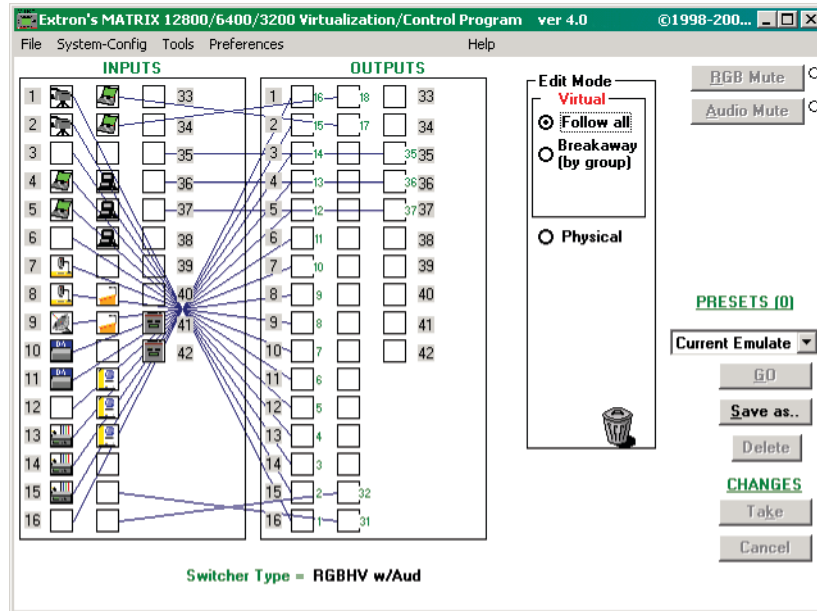 Extron's MATRIX 12800/6400/3200 Virtualization/Control Program ver 4.0 ©1998-200...
File System-Config Tools Preferences Help
INPUTS OUTPUTS
1 33 1 16 18 33
2 34 2 15 17 34
3 35 3 14 35 35
4 36 4 13 36 36
5 37 5 12 37 37
6 38 6 11 38
7 39 7 10 39
8 40 8 9 40
9 41 9 8 41
10 42 10 7 42
11 11 6
12 12 5
13 13 4
14 14 3
15 15 2 32
16 16 1 31
Edit Mode
Virtual
Follow all
Breakaway
(by group)
Physical
RGB Mute
Audio Mute
PRESETS (0)
Current Emulate
GO
Save as..
Delete
CHANGES
Take
Cancel
Switcher Type = RGBHV w/Aud